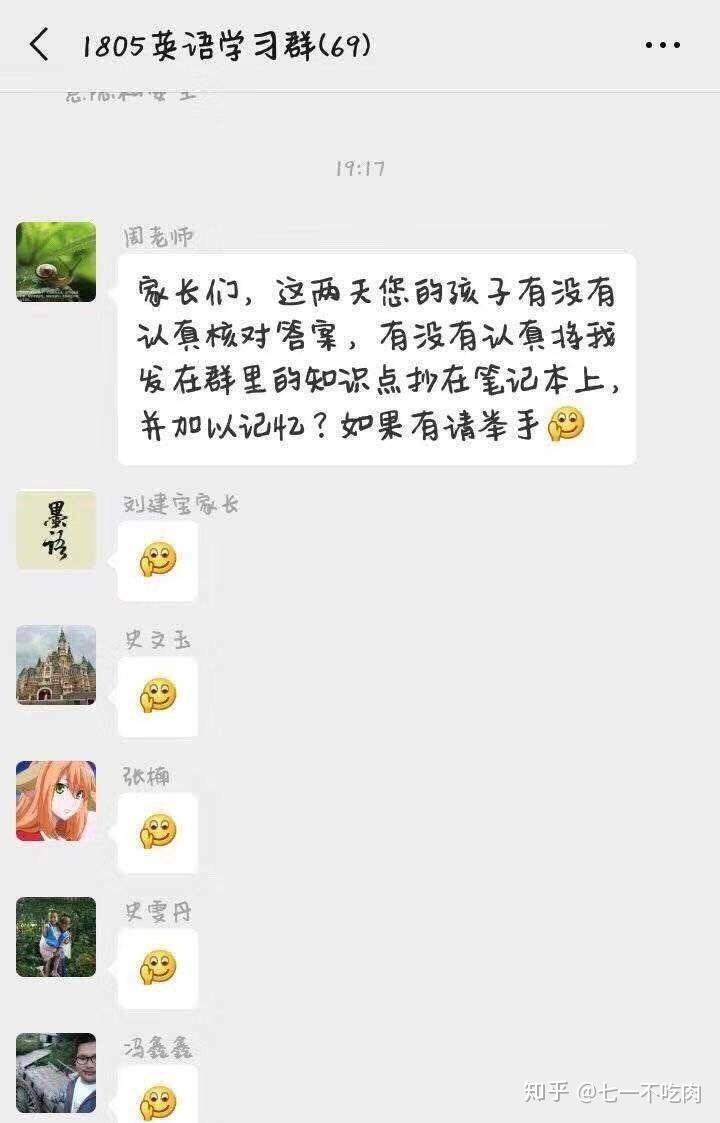 1805英语学习群(69)
19:17
周老师
家长们，这两天您的孩子有没有
认真核对答案，有没有认真将我
发在群里的知识点抄在笔记本上，
并加以记忆？如果有请举手
刘建宝家长
墨
语
史文玉
张楠
史雯丹
冯鑫鑫
知乎 @七一不吃肉